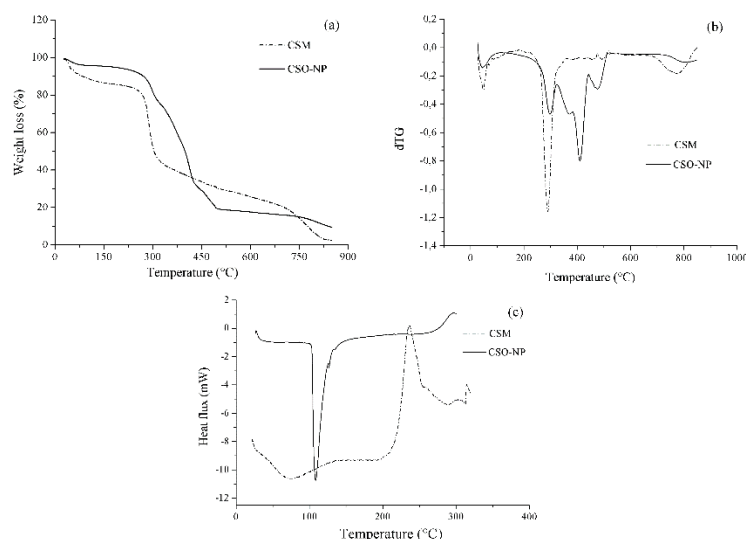 (a)
CSM
CSO-NP
120
100
80
60
40
20
0
Weight loss (%)
0 150 300 450 600 750 900
Temperature (°C)
(b)
CSM
CSO-NP
0,2
0,0
-0,2
-0,4
-0,6
-0,8
-1,0
-1,2
-1,4
dTG
0 200 400 600 800 1000
Temperature (°C)
(c)
CSM
CSO-NP
4
2
0
-2
-4
-6
-8
-10
-12
Heat flux (mW)
0 100 200 300 400
Temperature (°C)